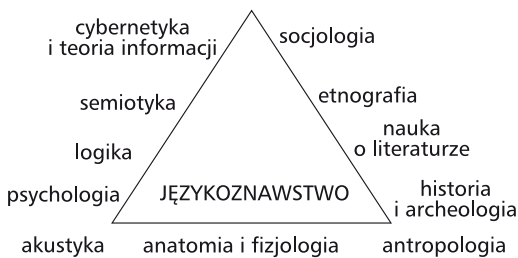 cybernetyka
i teoria informacji
socjologia
semiotyka
etnografia
nauka
o literaturze
logika
psychologia
JĘZYKOZNAWSTWO
historia
i archeologia
akustyka
anatomia i fizjologia
antropologia